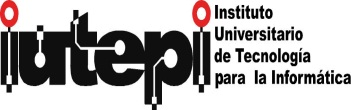 iutepi
Instituto
Universitario
de Tecnología
para la Informática